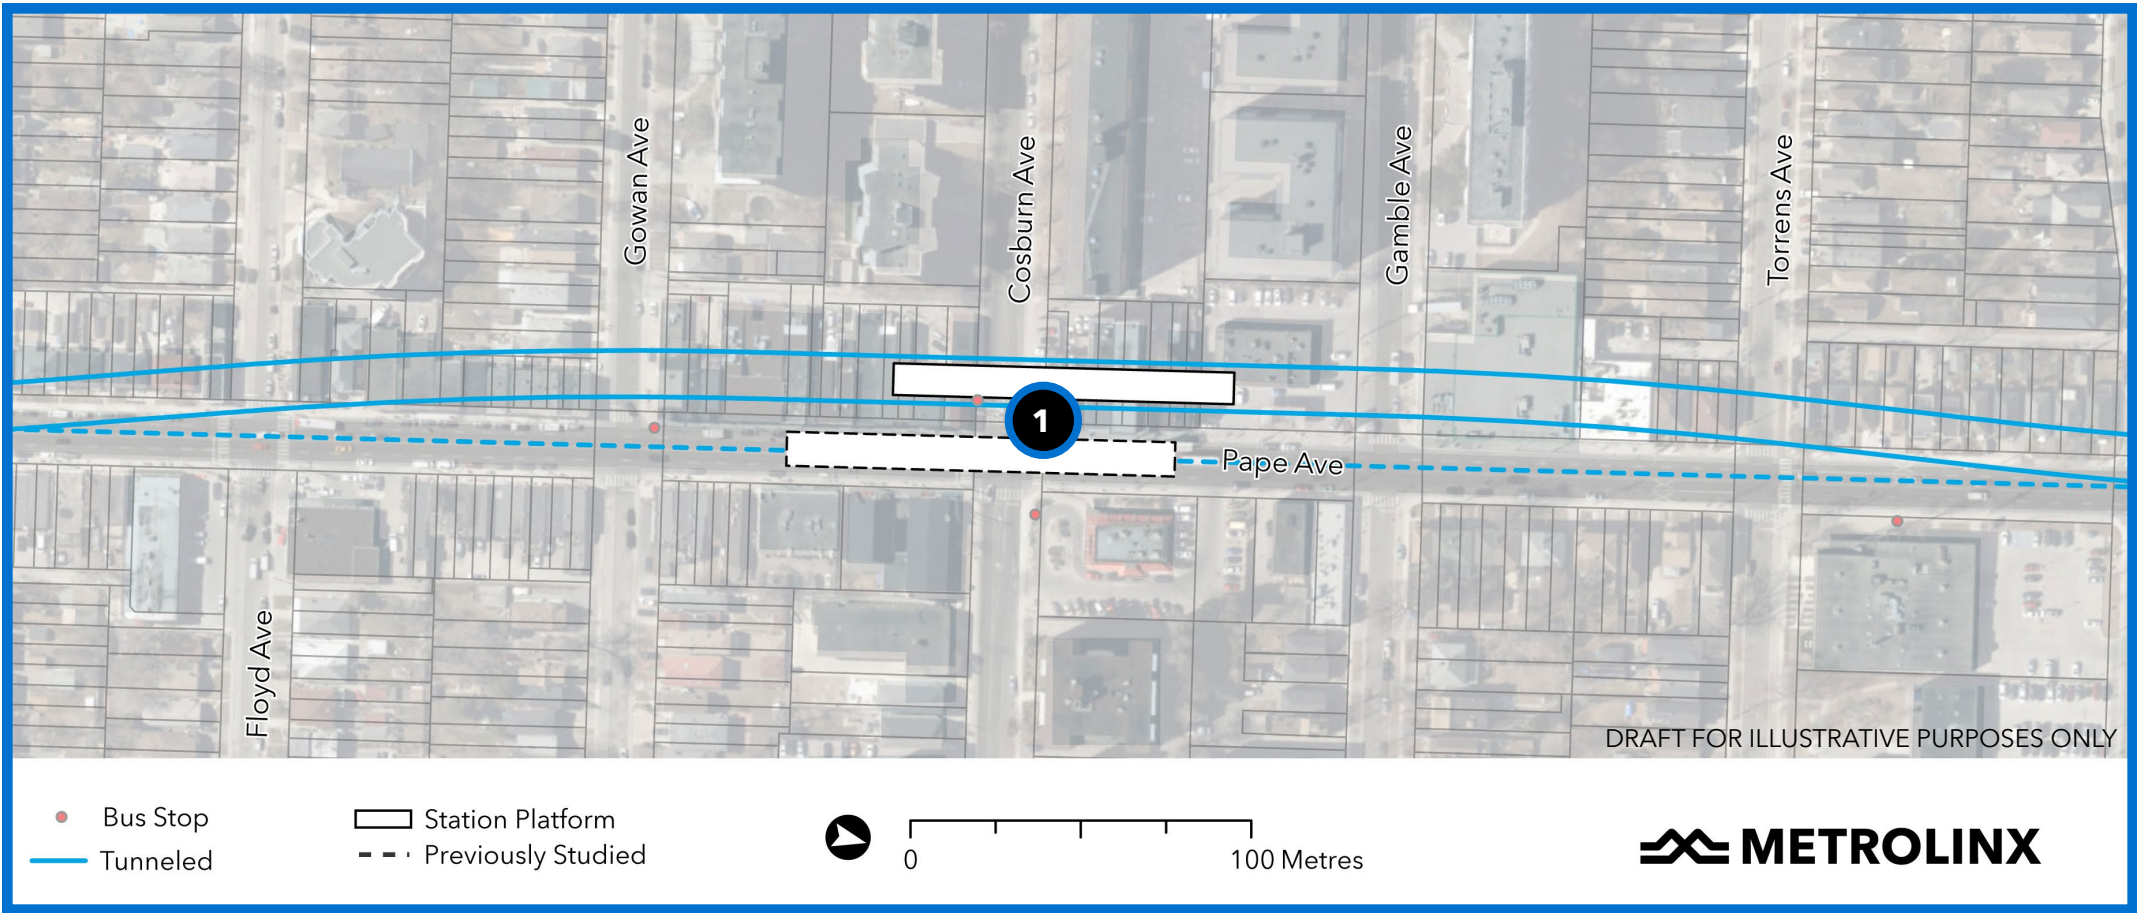 Gowan Ave
Cosburn Ave
Gamble Ave
Torrens Ave
1
Pape Ave
Floyd Ave
DRAFT FOR ILLUSTRATIVE PURPOSES ONLY
Bus Stop
Tunneled
Station Platform
Previously Studied
0
100 Metres
METROLINX